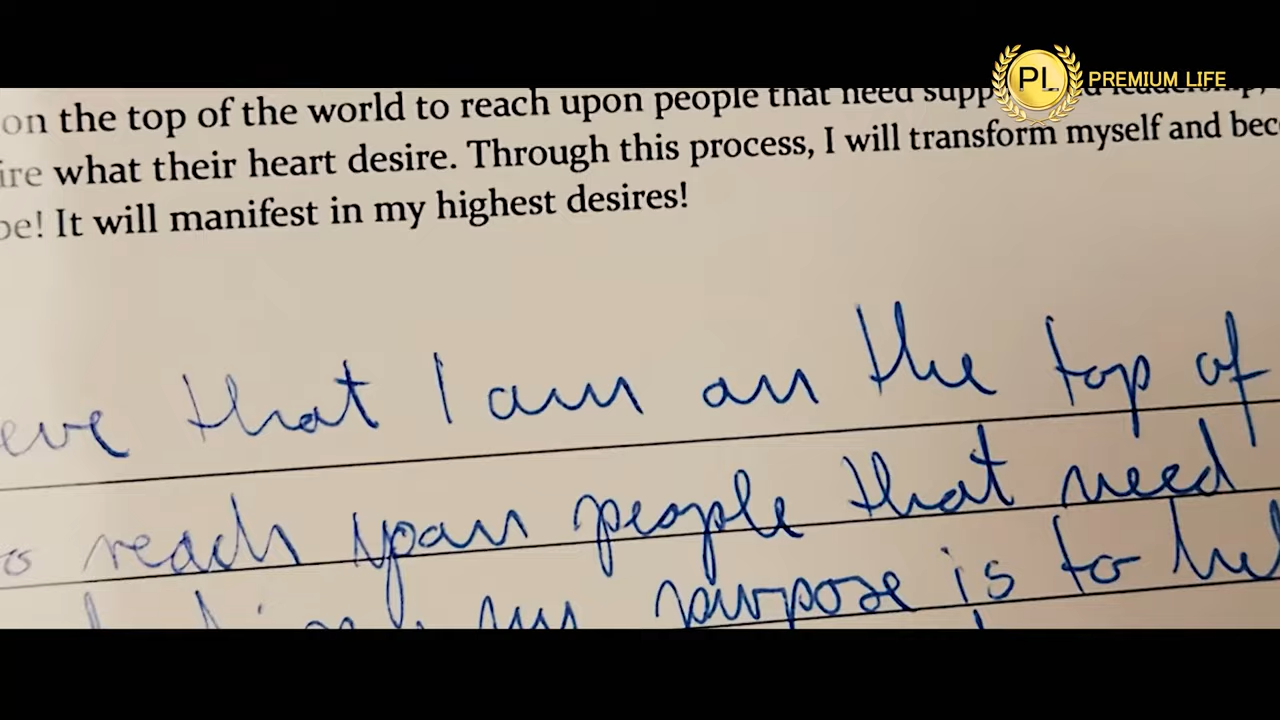 PL PREMIUM LIFE
on the top of the world to reach upon people that need
ire what their heart desire. Through this process, I will transform myself and bec
be! It will manifest in my highest desires!
eve that I am on the top of
o reach upon people that need
my purpose is to hel